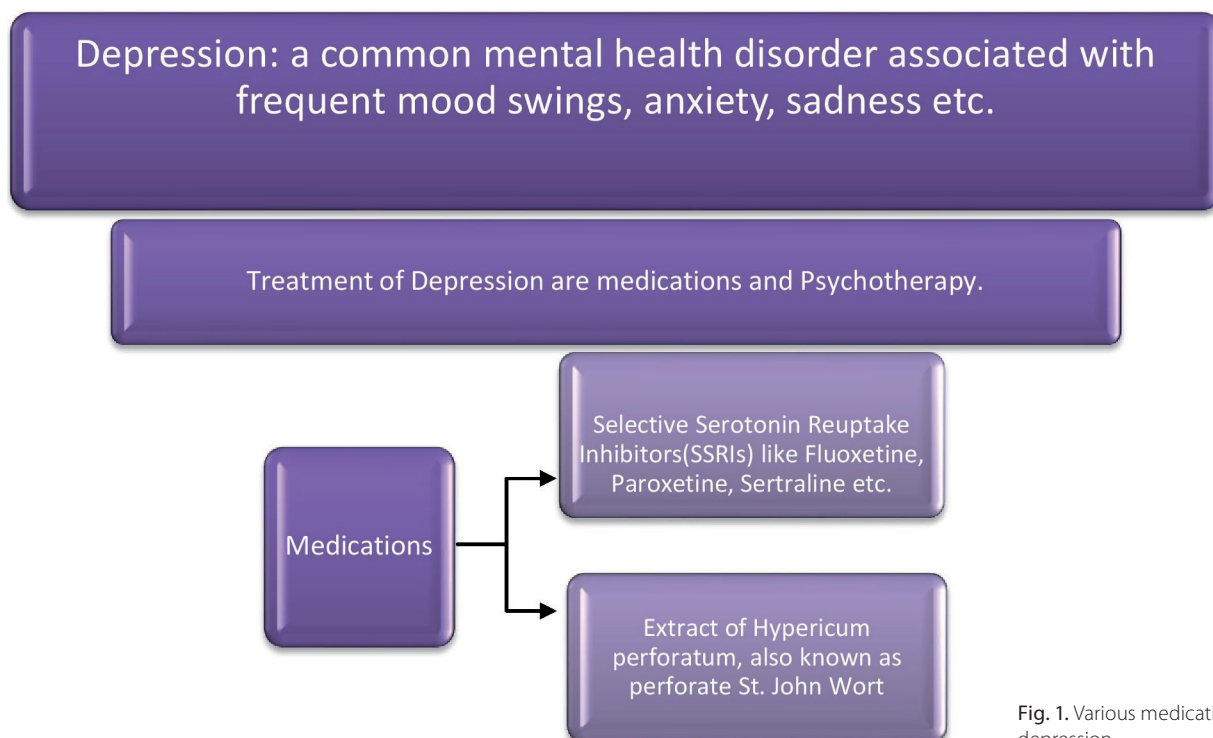 Depression: a common mental health disorder associated with
frequent mood swings, anxiety, sadness etc.
Treatment of Depression are medications and Psychotherapy.
Selective Serotonin Reuptake
Inhibitors(SSRIs) like Fluoxetine,
Paroxetine, Sertraline etc.
Medications
Extract of Hypericum
perforatum, also known as
perforate St. John Wort
Fig. 1. Various